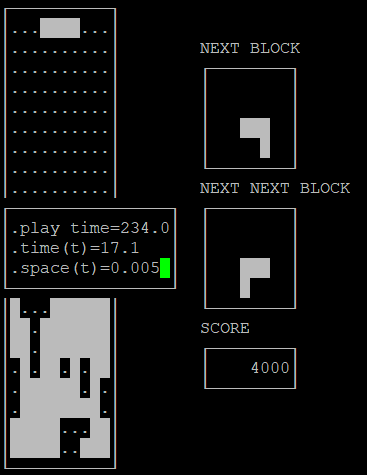 NEXT BLOCK
.play time=234.0
.time(t)=17.1
.space(t)=0.005
NEXT NEXT BLOCK
SCORE
4000